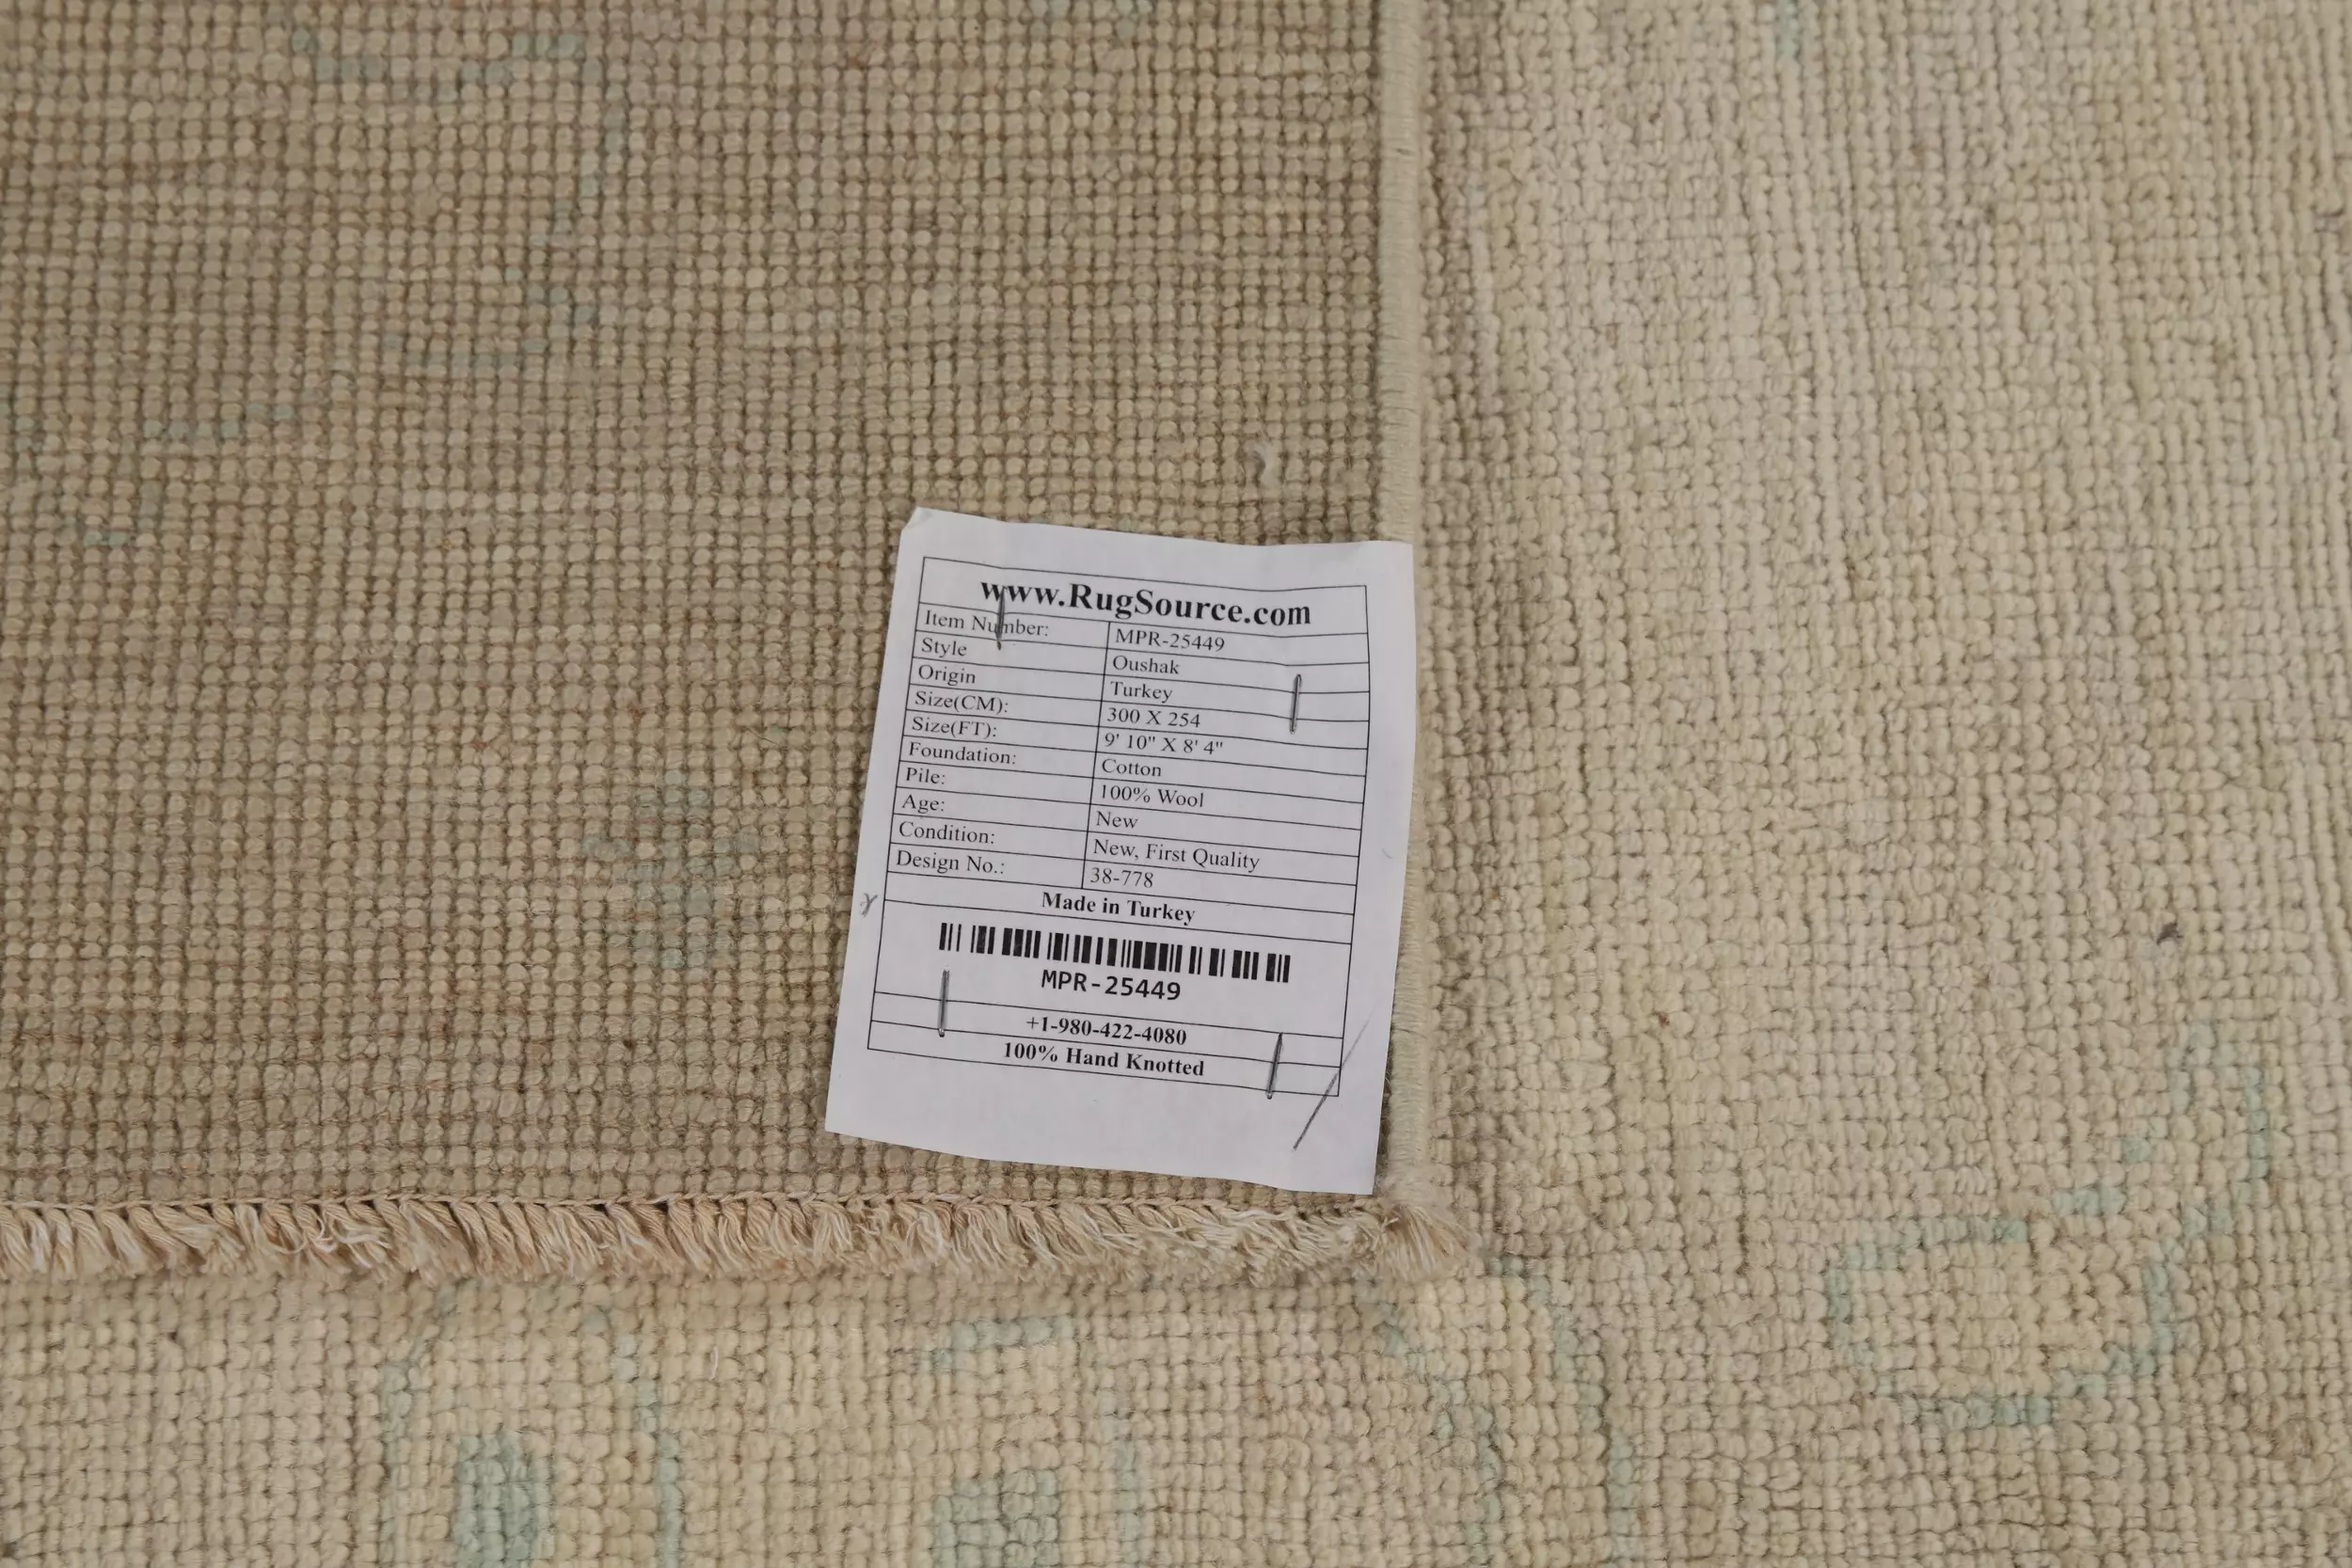 www.RugSource.com
Item Number: MPR-25449
Style Oushak
Origin Turkey
Size(CM): 300 X 254
Size(FT): 9' 10" X 8' 4"
Foundation: Cotton
Pile: 100% Wool
Age: New
Condition: New, First Quality
Design No.: 38-778
Made in Turkey
MPR-25449
+1-980-422-4080
100% Hand Knotted